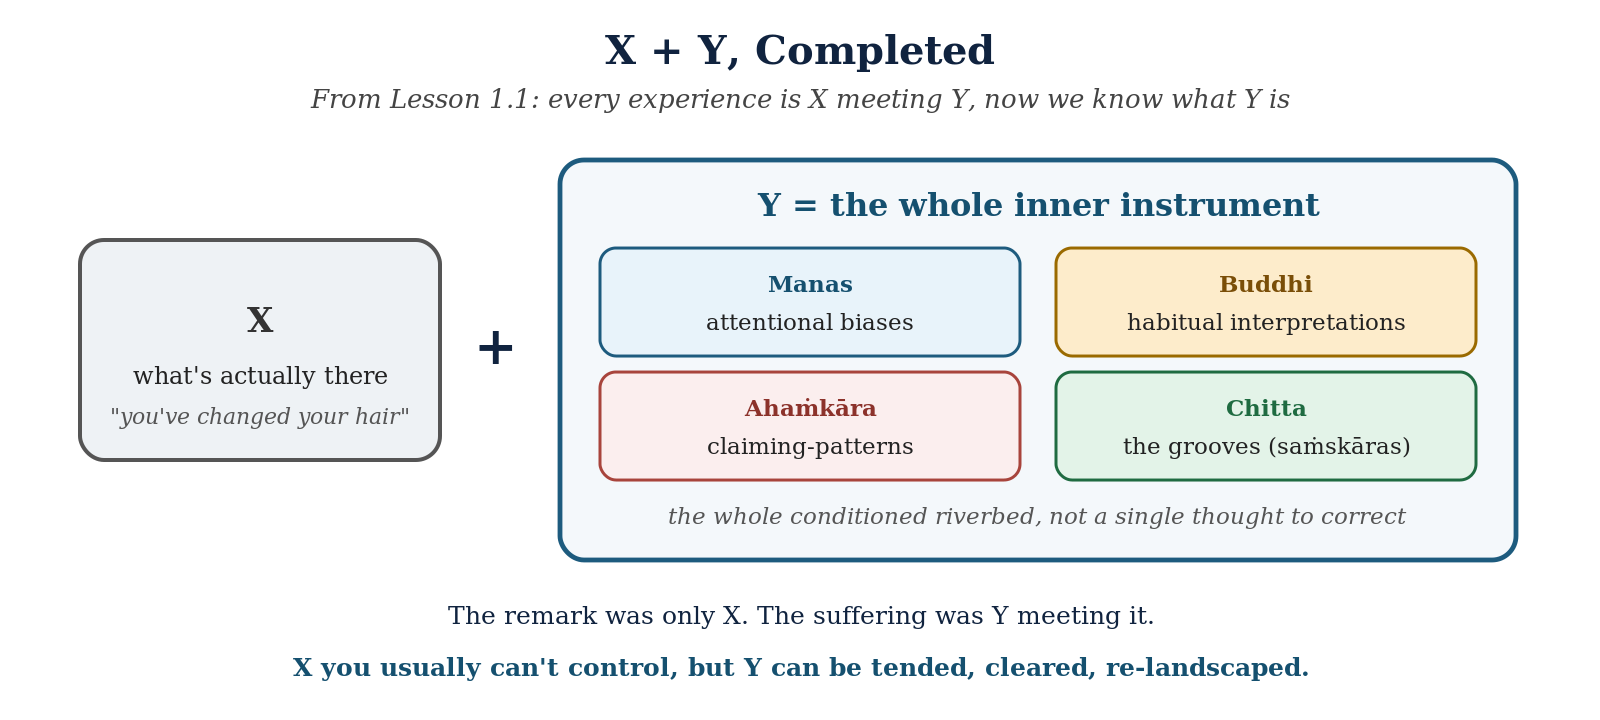 X + Y, Completed
From Lesson 1.1: every experience is X meeting Y, now we know what Y is
X
what's actually there
"you've changed your hair"
+
Y = the whole inner instrument
Manas
attentional biases
Buddhi
habitual interpretations
Ahaṁkāra
claiming-patterns
Chitta
the grooves (saṁskāras)
the whole conditioned riverbed, not a single thought to correct
The remark was only X. The suffering was Y meeting it.
X you usually can't control, but Y can be tended, cleared, re-landscaped.